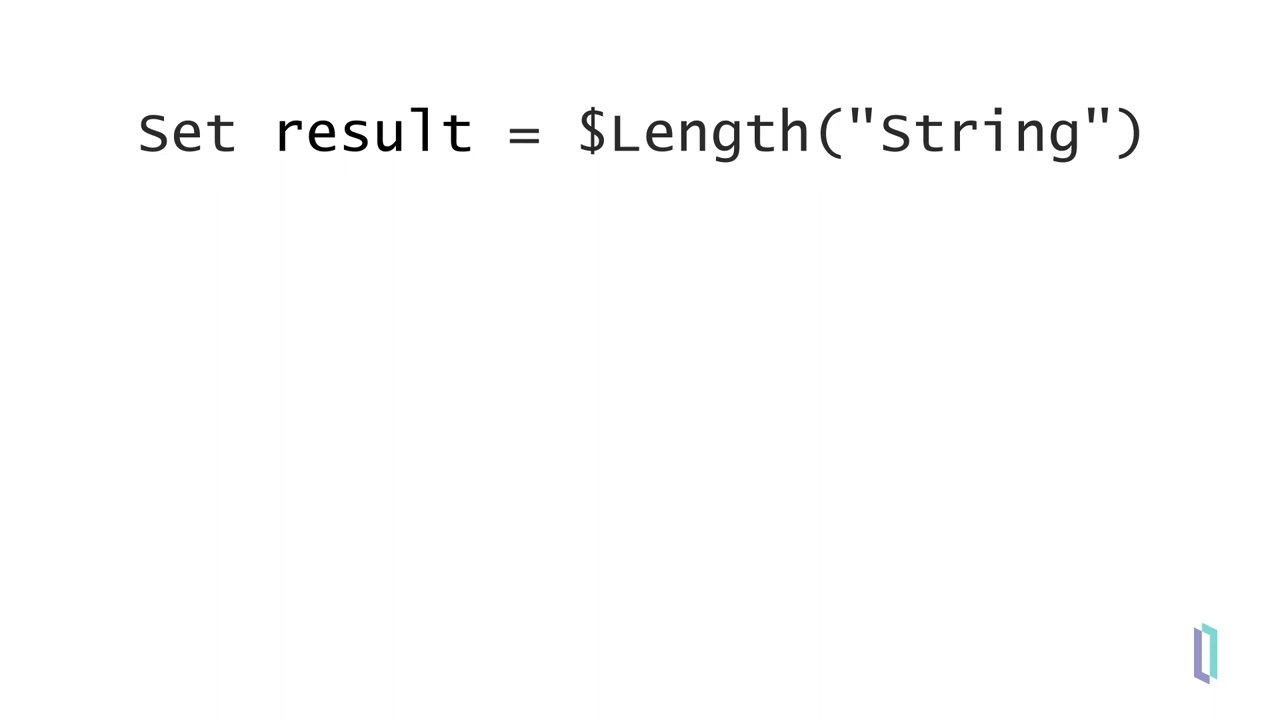 Set result = $Length("String")